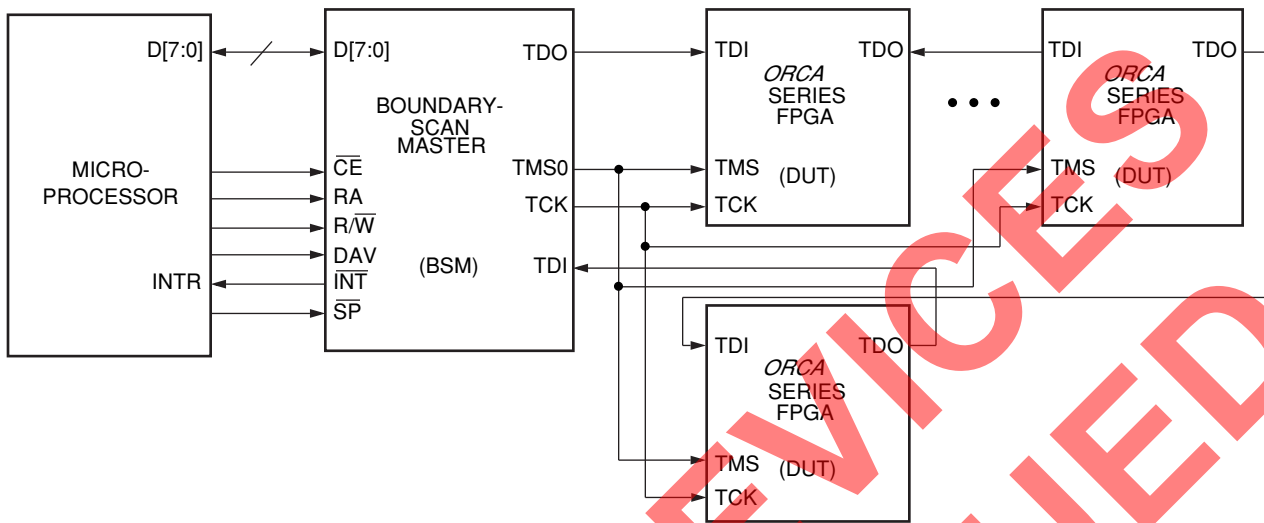 D[7:0]
MICRO-
PROCESSOR
INTR
D[7:0]
TDO
BOUNDARY-
SCAN
MASTER
CE
TMS0
RA
TCK
R/W
DAV
(BSM)
TDI
INT
SP
TDI
TDO
ORCA
SERIES
FPGA
TMS
(DUT)
TCK
• • •
TDI
TDO
ORCA
SERIES
FPGA
TMS
(DUT)
TCK
TDI
TDO
ORCA
SERIES
FPGA
TMS
(DUT)
TCK